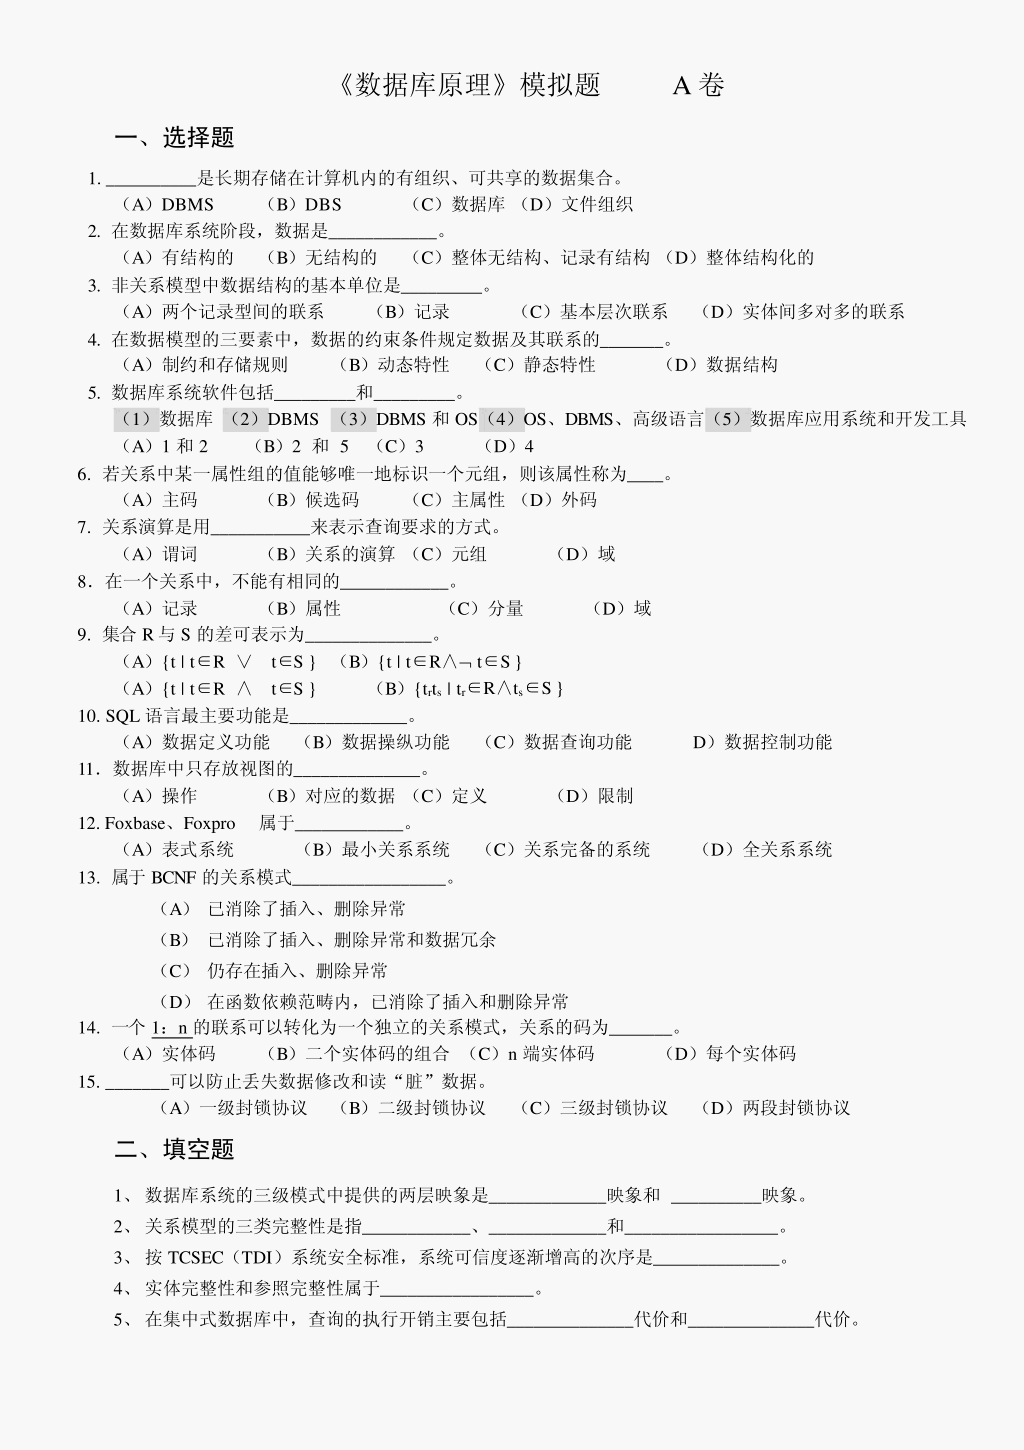 《数据库原理》模拟题 A 卷
一、选择题
1. __________是长期存储在计算机内的有组织、可共享的数据集合。
（A）DBMS （B）DBS （C）数据库 （D）文件组织
2. 在数据库系统阶段，数据是____________。
（A）有结构的 （B）无结构的 （C）整体无结构、记录有结构 （D）整体结构化的
3. 非关系模型中数据结构的基本单位是_________。
（A）两个记录型间的联系 （B）记录 （C）基本层次联系 （D）实体间多对多的联系
4. 在数据模型的三要素中，数据的约束条件规定数据及其联系的_______。
（A）制约和存储规则 （B）动态特性 （C）静态特性 （D）数据结构
5. 数据库系统软件包括_________和_________。
（1）数据库 （2）DBMS （3）DBMS 和 OS（4）OS、DBMS、高级语言（5）数据库应用系统和开发工具
（A）1 和 2 （B）2 和 5 （C）3 （D）4
6. 若关系中某一属性组的值能够唯一地标识一个元组，则该属性称为____。
（A）主码 （B）候选码 （C）主属性 （D）外码
7. 关系演算是用___________来表示查询要求的方式。
（A）谓词 （B）关系的演算 （C）元组 （D）域
8．在一个关系中，不能有相同的____________。
（A）记录 （B）属性 （C）分量 （D）域
9. 集合 R 与 S 的差可表示为______________。
（A）{t | t∈R ∨ t∈S } （B）{t | t∈R∧¬ t∈S }
（A）{t | t∈R ∧ t∈S } （B）{trts | tr∈R∧ts∈S }
10. SQL 语言最主要功能是_____________。
（A）数据定义功能 （B）数据操纵功能 （C）数据查询功能 D）数据控制功能
11．数据库中只存放视图的______________。
（A）操作 （B）对应的数据 （C）定义 （D）限制
12. Foxbase、Foxpro 属于____________。
（A）表式系统 （B）最小关系系统 （C）关系完备的系统 （D）全关系系统
13. 属于 BCNF 的关系模式_________________。
（A） 已消除了插入、删除异常
（B） 已消除了插入、删除异常和数据冗余
（C） 仍存在插入、删除异常
（D） 在函数依赖范畴内，已消除了插入和删除异常
14. 一个 1：n 的联系可以转化为一个独立的关系模式，关系的码为_______。
（A）实体码 （B）二个实体码的组合 （C）n 端实体码 （D）每个实体码
15. _______可以防止丢失数据修改和读“脏”数据。
（A）一级封锁协议 （B）二级封锁协议 （C）三级封锁协议 （D）两段封锁协议
二、填空题
1、 数据库系统的三级模式中提供的两层映象是_____________映象和 __________映象。
2、 关系模型的三类完整性是指____________、_____________和_________________。
3、 按 TCSEC（TDI）系统安全标准，系统可信度逐渐增高的次序是______________。
4、 实体完整性和参照完整性属于_________________。
5、 在集中式数据库中，查询的执行开销主要包括______________代价和______________代价。